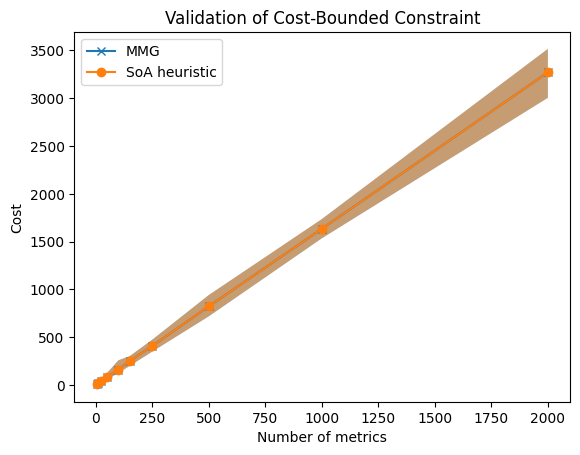 Validation of Cost-Bounded Constraint
MMG
SoA heuristic
3500
3000
2500
2000
1500
1000
500
0
Cost
0 250 500 750 1000 1250 1500 1750 2000
Number of metrics